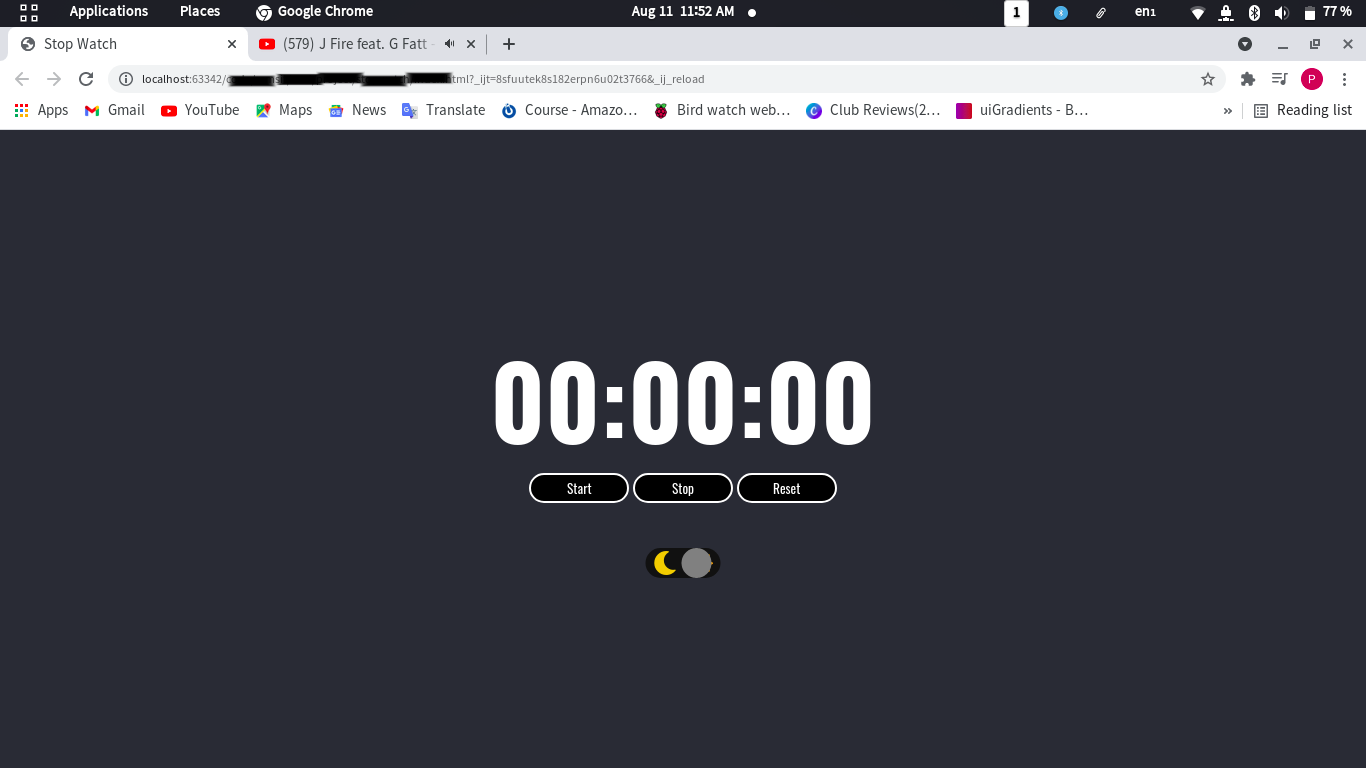 Applications Places Google Chrome Aug 11 11:52 AM 1 en₁ 77 %
Stop Watch (579) J Fire feat. G Fatt
localhost:63342/ tml?_ijt=8sfuutek8s182erpn6u02t3766&_ij_reload P
Apps Gmail YouTube Maps News Translate Course - Amazo… Bird watch web… Club Reviews(2… uiGradients - B… » Reading list
00:00:00
Start Stop Reset